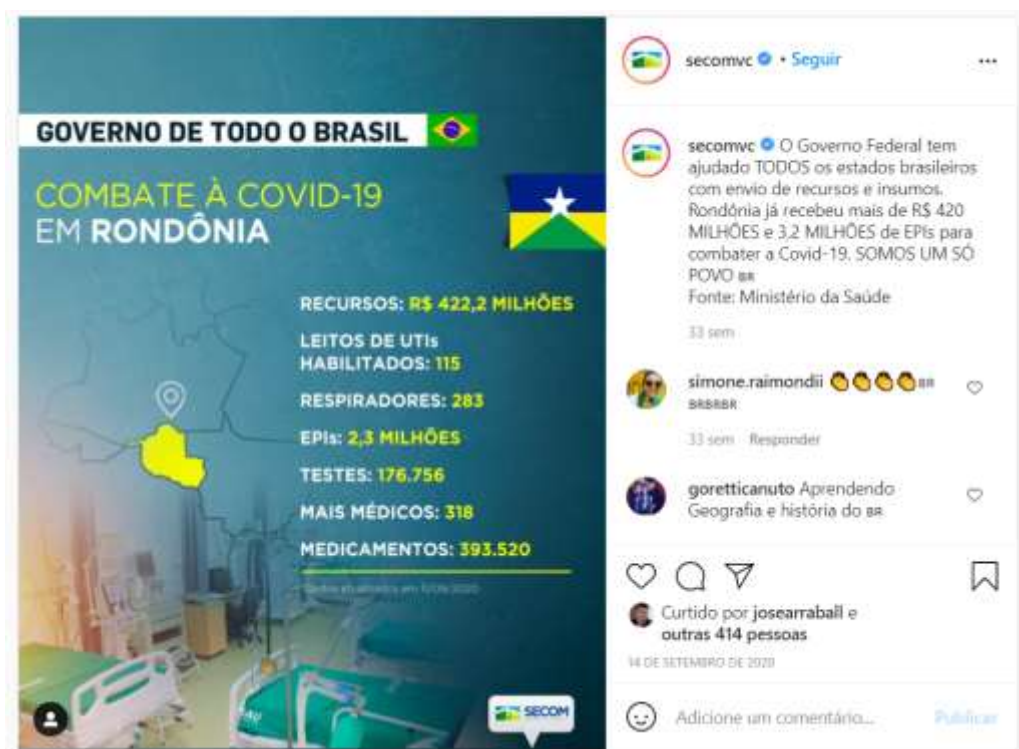 GOVERNO DE TODO O BRASIL
COMBATE À COVID-19
EM RONDÔNIA
RECURSOS: R$ 422,2 MILHÕES
LEITOS DE UTIs
HABILITADOS: 115
RESPIRADORES: 283
EPIs: 2,3 MILHÕES
TESTES: 176.756
MAIS MÉDICOS: 318
MEDICAMENTOS: 393.520
SECOM
secomvc • Seguir
secomvc O Governo Federal tem
ajudado TODOS os estados brasileiros
com envio de recursos e insumos.
Rondônia já recebeu mais de R$ 420
MILHÕES e 3,2 MILHÕES de EPIs para
combater a Covid-19. SOMOS UM SÓ
POVO BR
Fonte: Ministério da Saúde
33 sem
simone.raimondii BR
BRBRBR
33 sem Responder
goretticanuto Aprendendo
Geografia e história do BR
Curtido por josearraball e
outras 414 pessoas
14 DE SETEMBRO DE 2020
Adicione um comentário... Publicar